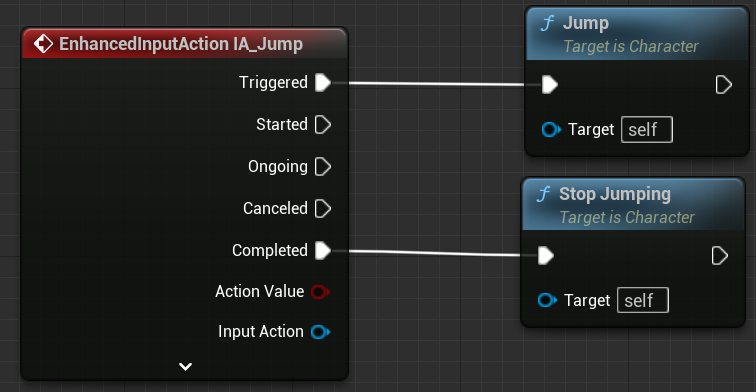 EnhancedInputAction IA_Jump
Triggered
Started
Ongoing
Canceled
Completed
Action Value
Input Action
f Jump
Target is Character
Target self
f Stop Jumping
Target is Character
Target self